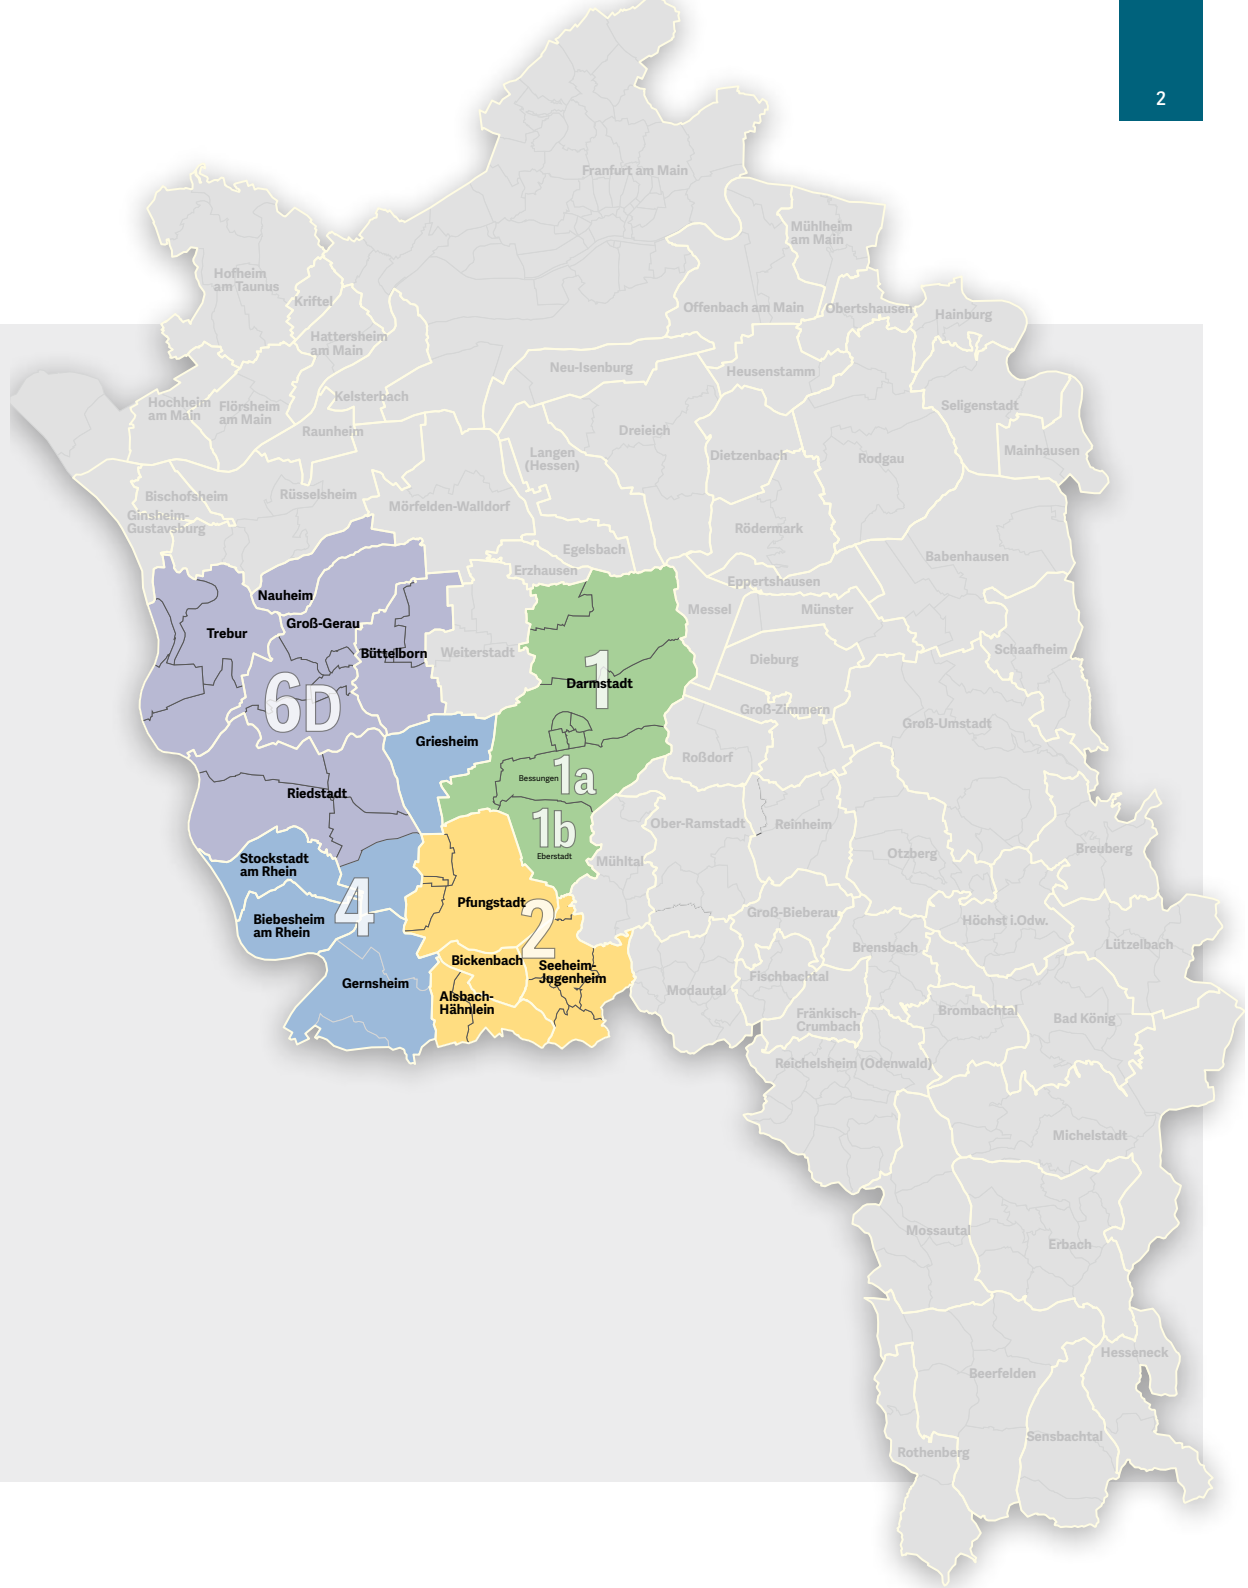 2
Franfurt am Main
Mühlheim
am Main
Hofheim
am Taunus
Kriftel
Offenbach am Main
Obertshausen
Hainburg
Hattersheim
am Main
Neu-Isenburg
Heusenstamm
Kelsterbach
Hochheim
am Main
Flörsheim
am Main
Seligenstadt
Raunheim
Dreieich
Mainhausen
Langen
(Hessen)
Dietzenbach
Rodgau
Bischofsheim
Rüsselsheim
Mörfelden-Walldorf
Ginsheim-
Gustavsburg
Rödermark
Egelsbach
Babenhausen
Erzhausen
Eppertshausen
Nauheim
Messel
Münster
Groß-Gerau
Trebur
Büttelborn
Weiterstadt
Schaafheim
Dieburg
1
Darmstadt
6D
Groß-Zimmern
Groß-Umstadt
Griesheim
Roßdorf
Bessungen
1a
Riedstadt
Ober-Ramstadt
Reinheim
1b
Eberstadt
Breuberg
Otzberg
Stockstadt
am Rhein
Mühltal
4
Pfungstadt
2
Groß-Bieberau
Höchst i.Odw.
Biebesheim
am Rhein
Lützelbach
Brensbach
Bickenbach
Seeheim-
Jugenheim
Fischbachtal
Gernsheim
Modautal
Alsbach-
Hähnlein
Brombachtal
Fränkisch-
Crumbach
Bad König
Reichelsheim (Odenwald)
Michelstadt
Mossautal
Erbach
Hesseneck
Beerfelden
Sensbachtal
Rothenberg